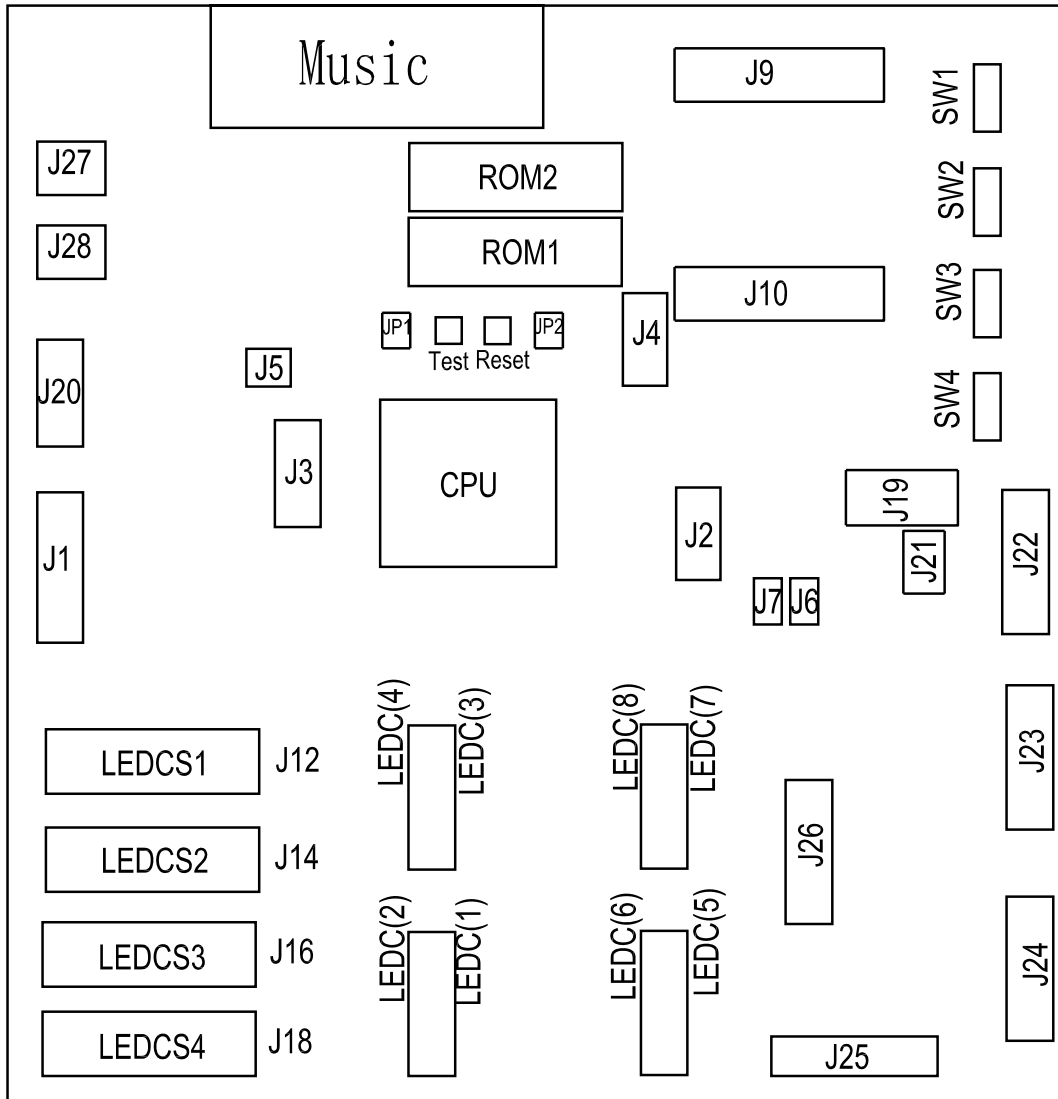 Music
J9
SW1
J27
ROM2
SW2
J28
ROM1
J10
SW3
JP1
JP2
J4
Test
Reset
J5
J20
SW4
J3
CPU
J19
J2
J1
J21
J22
J7
J6
LEDC(4)
LEDC(3)
LEDC(8)
LEDC(7)
J23
LEDCS1
J12
J26
LEDCS2
J14
LEDC(2)
LEDC(1)
LEDC(6)
LEDC(5)
LEDCS3
J16
J24
LEDCS4
J18
J25